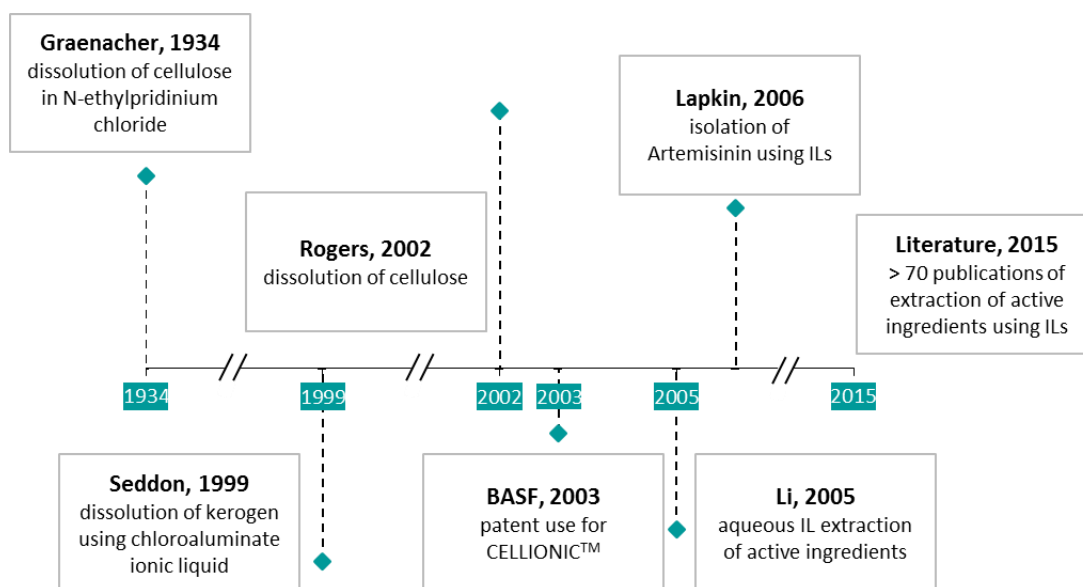 Graenacher, 1934
dissolution of cellulose
in N-ethylpridinium
chloride
Lapkin, 2006
isolation of
Artemisinin using ILs
Rogers, 2002
dissolution of cellulose
Literature, 2015
> 70 publications of
extraction of active
ingredients using ILs
1934
1999
2002
2003
2005
2015
Seddon, 1999
dissolution of kerogen
using chloroaluminate
ionic liquid
BASF, 2003
patent use for
CELLIONIC™
Li, 2005
aqueous IL extraction
of active ingredients